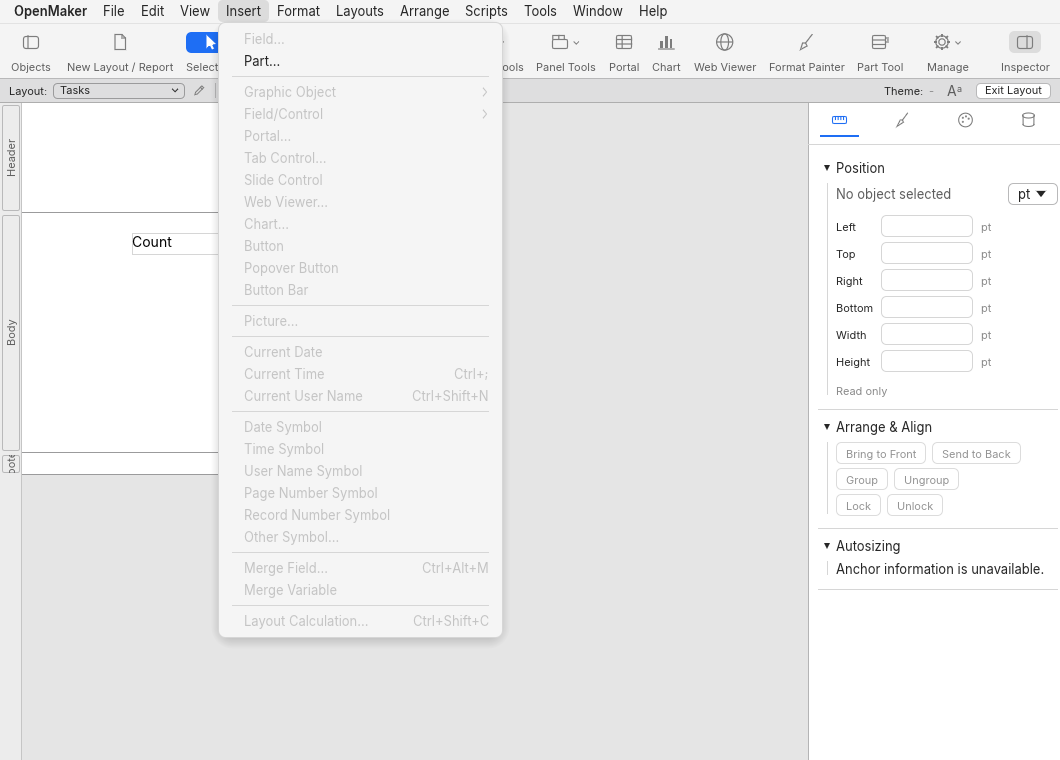 OpenMaker File Edit View Insert Format Layouts Arrange Scripts Tools Window Help
Objects New Layout / Report Select ools Panel Tools Portal Chart Web Viewer Format Painter Part Tool Manage Inspector
Layout: Tasks Theme: - Aa Exit Layout
Header
Body
Count
Field...
Part...
Graphic Object
Field/Control
Portal...
Tab Control...
Slide Control
Web Viewer...
Chart...
Button
Popover Button
Button Bar
Picture...
Current Date
Current Time Ctrl+;
Current User Name Ctrl+Shift+N
Date Symbol
Time Symbol
User Name Symbol
Page Number Symbol
Record Number Symbol
Other Symbol...
Merge Field... Ctrl+Alt+M
Merge Variable
Layout Calculation... Ctrl+Shift+C
Position
No object selected pt
Left pt
Top pt
Right pt
Bottom pt
Width pt
Height pt
Read only
Arrange & Align
Bring to Front Send to Back
Group Ungroup
Lock Unlock
Autosizing
Anchor information is unavailable.